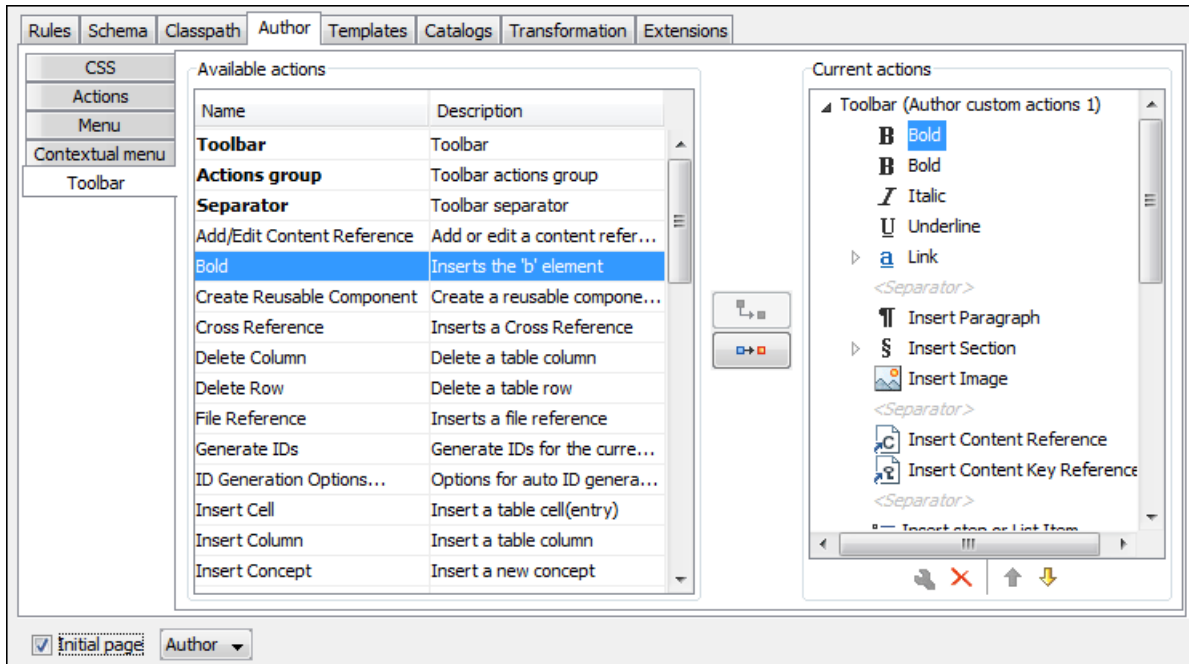 Rules Schema Classpath Author Templates Catalogs Transformation Extensions
CSS
Actions
Menu
Contextual menu
Toolbar
Available actions
Name Description
Toolbar Toolbar
Actions group Toolbar actions group
Separator Toolbar separator
Add/Edit Content Reference Add or edit a content refer...
Bold Inserts the 'b' element
Create Reusable Component Create a reusable compone...
Cross Reference Inserts a Cross Reference
Delete Column Delete a table column
Delete Row Delete a table row
File Reference Inserts a file reference
Generate IDs Generate IDs for the curre...
ID Generation Options... Options for auto ID genera...
Insert Cell Insert a table cell(entry)
Insert Column Insert a table column
Insert Concept Insert a new concept
Current actions
Toolbar (Author custom actions 1)
B Bold
B Bold
I Italic
U Underline
a Link
<Separator>
¶ Insert Paragraph
§ Insert Section
Insert Image
<Separator>
C Insert Content Reference
Insert Content Key Reference
<Separator>
Insert step or List Item
Initial page Author